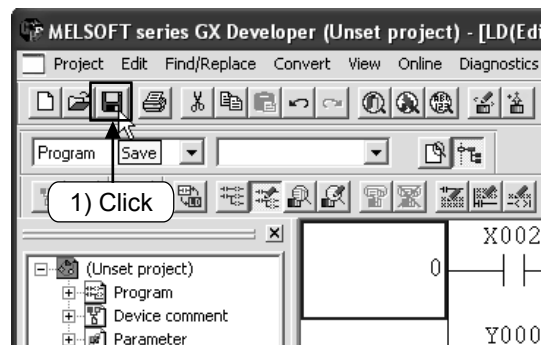 MELSOFT series GX Developer (Unset project) - [LD(Edi
Project Edit Find/Replace Convert View Online Diagnostics
Program Save
1) Click
(Unset project)
Program
Device comment
Parameter
X002
0
Y000